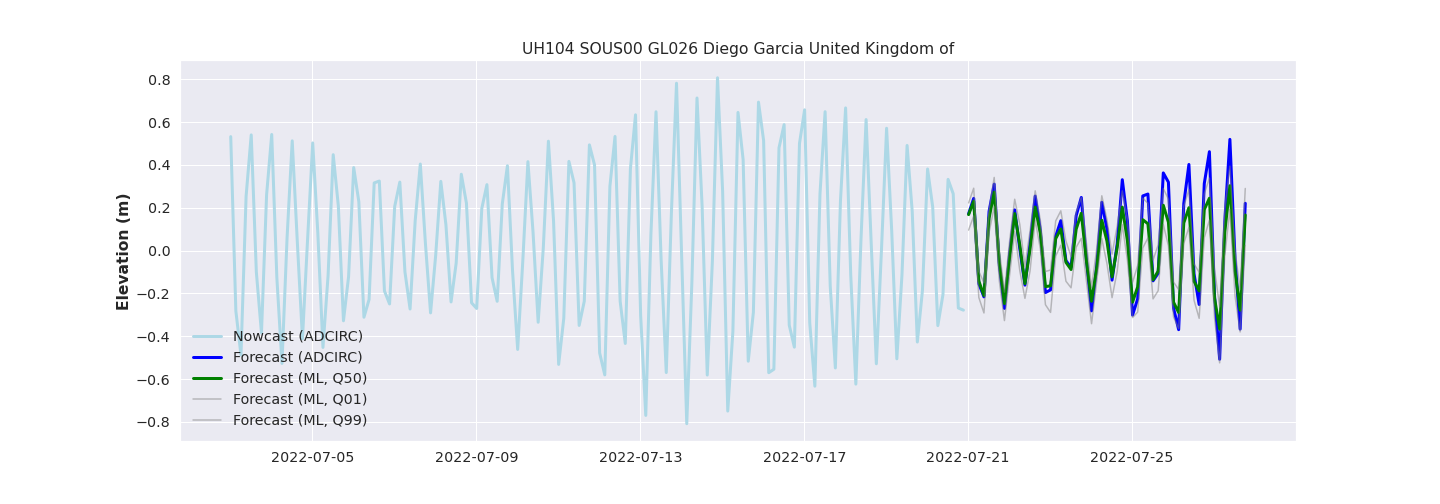 UH104 SOUS00 GL026 Diego Garcia United Kingdom of
Elevation (m)
0.8
0.6
0.4
0.2
0.0
−0.2
−0.4
−0.6
−0.8
Nowcast (ADCIRC)
Forecast (ADCIRC)
Forecast (ML, Q50)
Forecast (ML, Q01)
Forecast (ML, Q99)
2022-07-05 2022-07-09 2022-07-13 2022-07-17 2022-07-21 2022-07-25